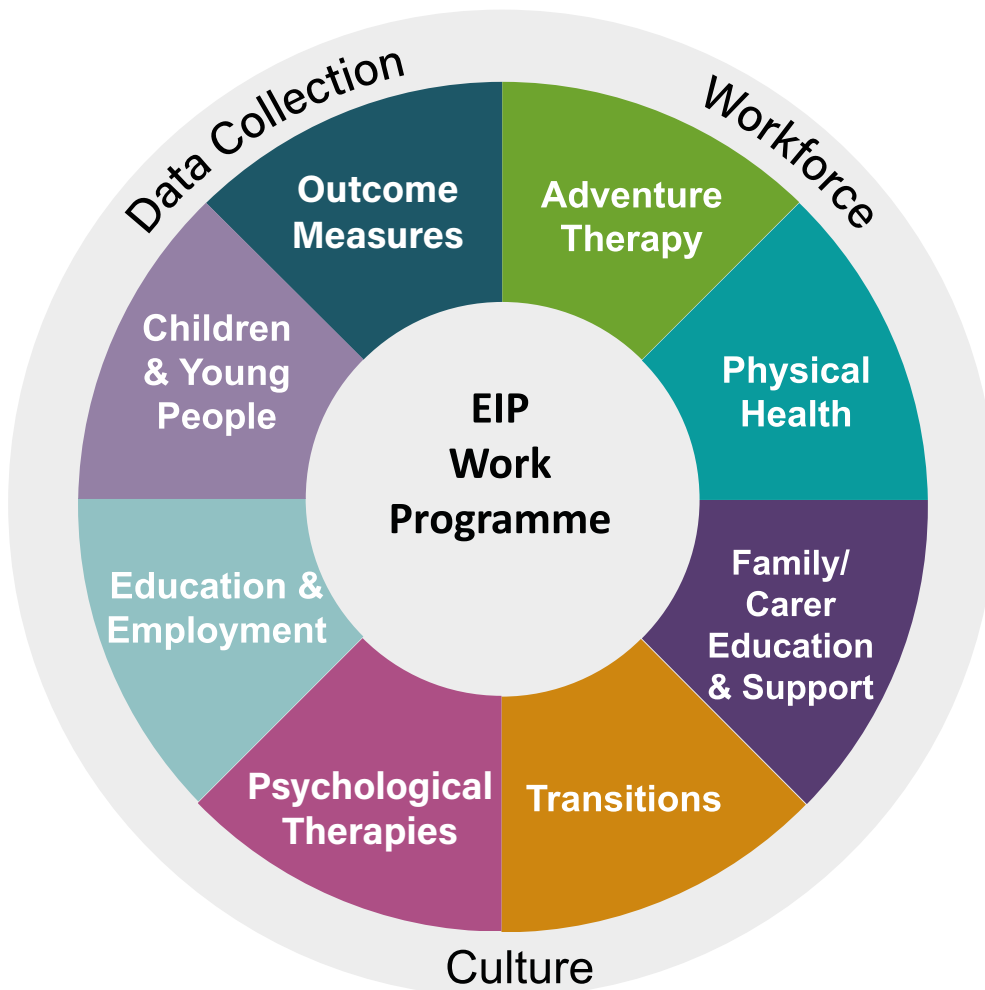 Data Collection
Workforce
Outcome
Measures
Adventure
Therapy
Children
& Young
People
Physical
Health
EIP
Work
Programme
Education &
Employment
Family/
Carer
Education
& Support
Psychological
Therapies
Transitions
Culture